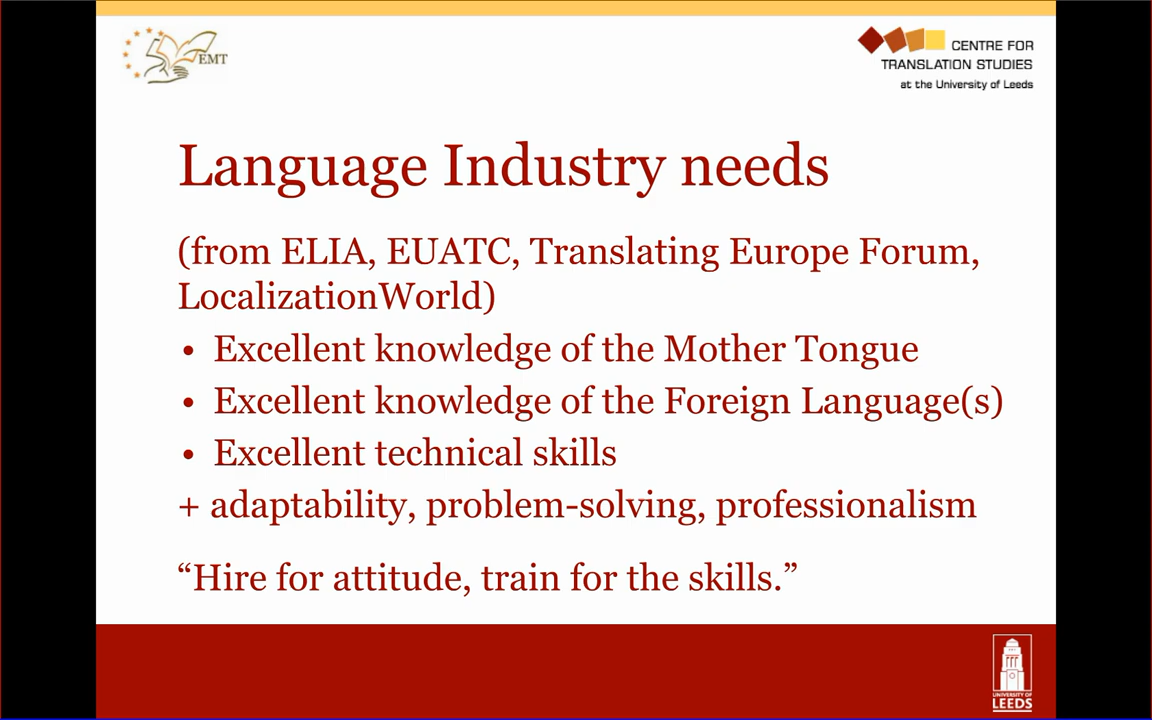 EMT
CENTRE FOR
TRANSLATION STUDIES
at the University of Leeds
Language Industry needs
(from ELIA, EUATC, Translating Europe Forum,
LocalizationWorld)
• Excellent knowledge of the Mother Tongue
• Excellent knowledge of the Foreign Language(s)
• Excellent technical skills
+ adaptability, problem-solving, professionalism
“Hire for attitude, train for the skills.”
UNIVERSITY OF
LEEDS